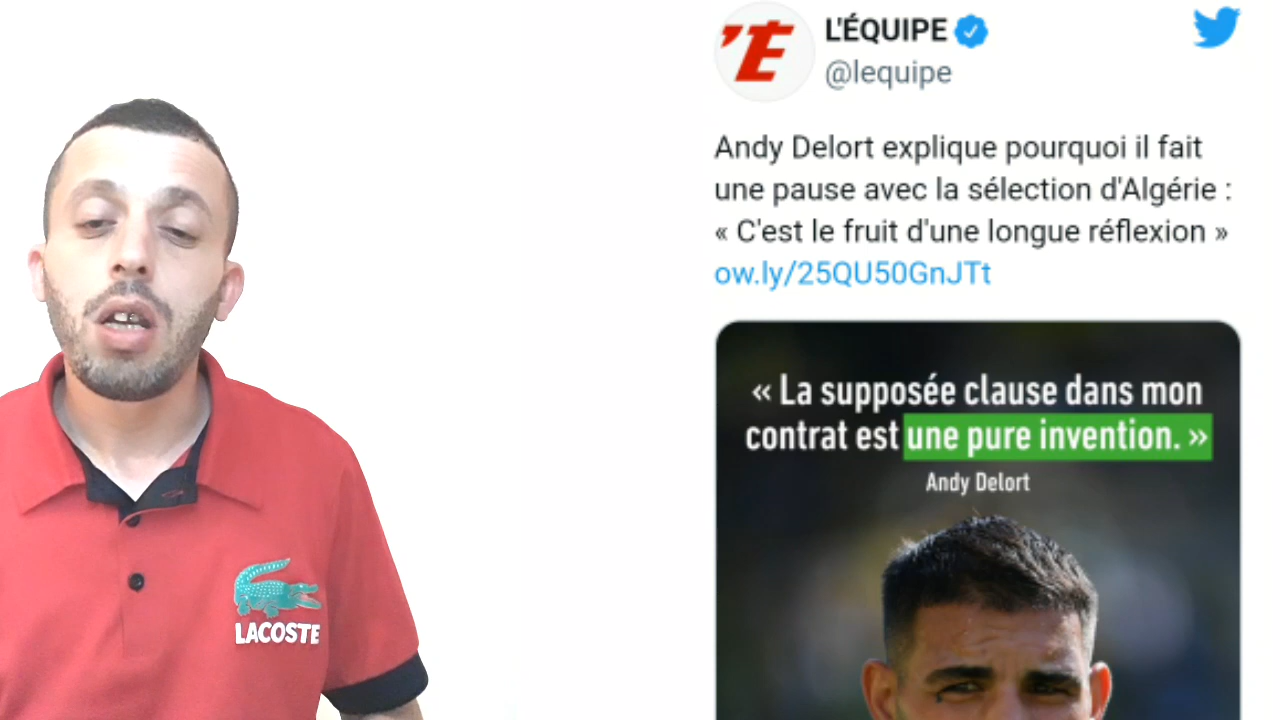 L'ÉQUIPE
@lequipe
Andy Delort explique pourquoi il fait
une pause avec la sélection d'Algérie :
« C'est le fruit d'une longue réflexion »
ow.ly/25QU50GnJTt
« La supposée clause dans mon
contrat est une pure invention. »
Andy Delort
LACOSTE